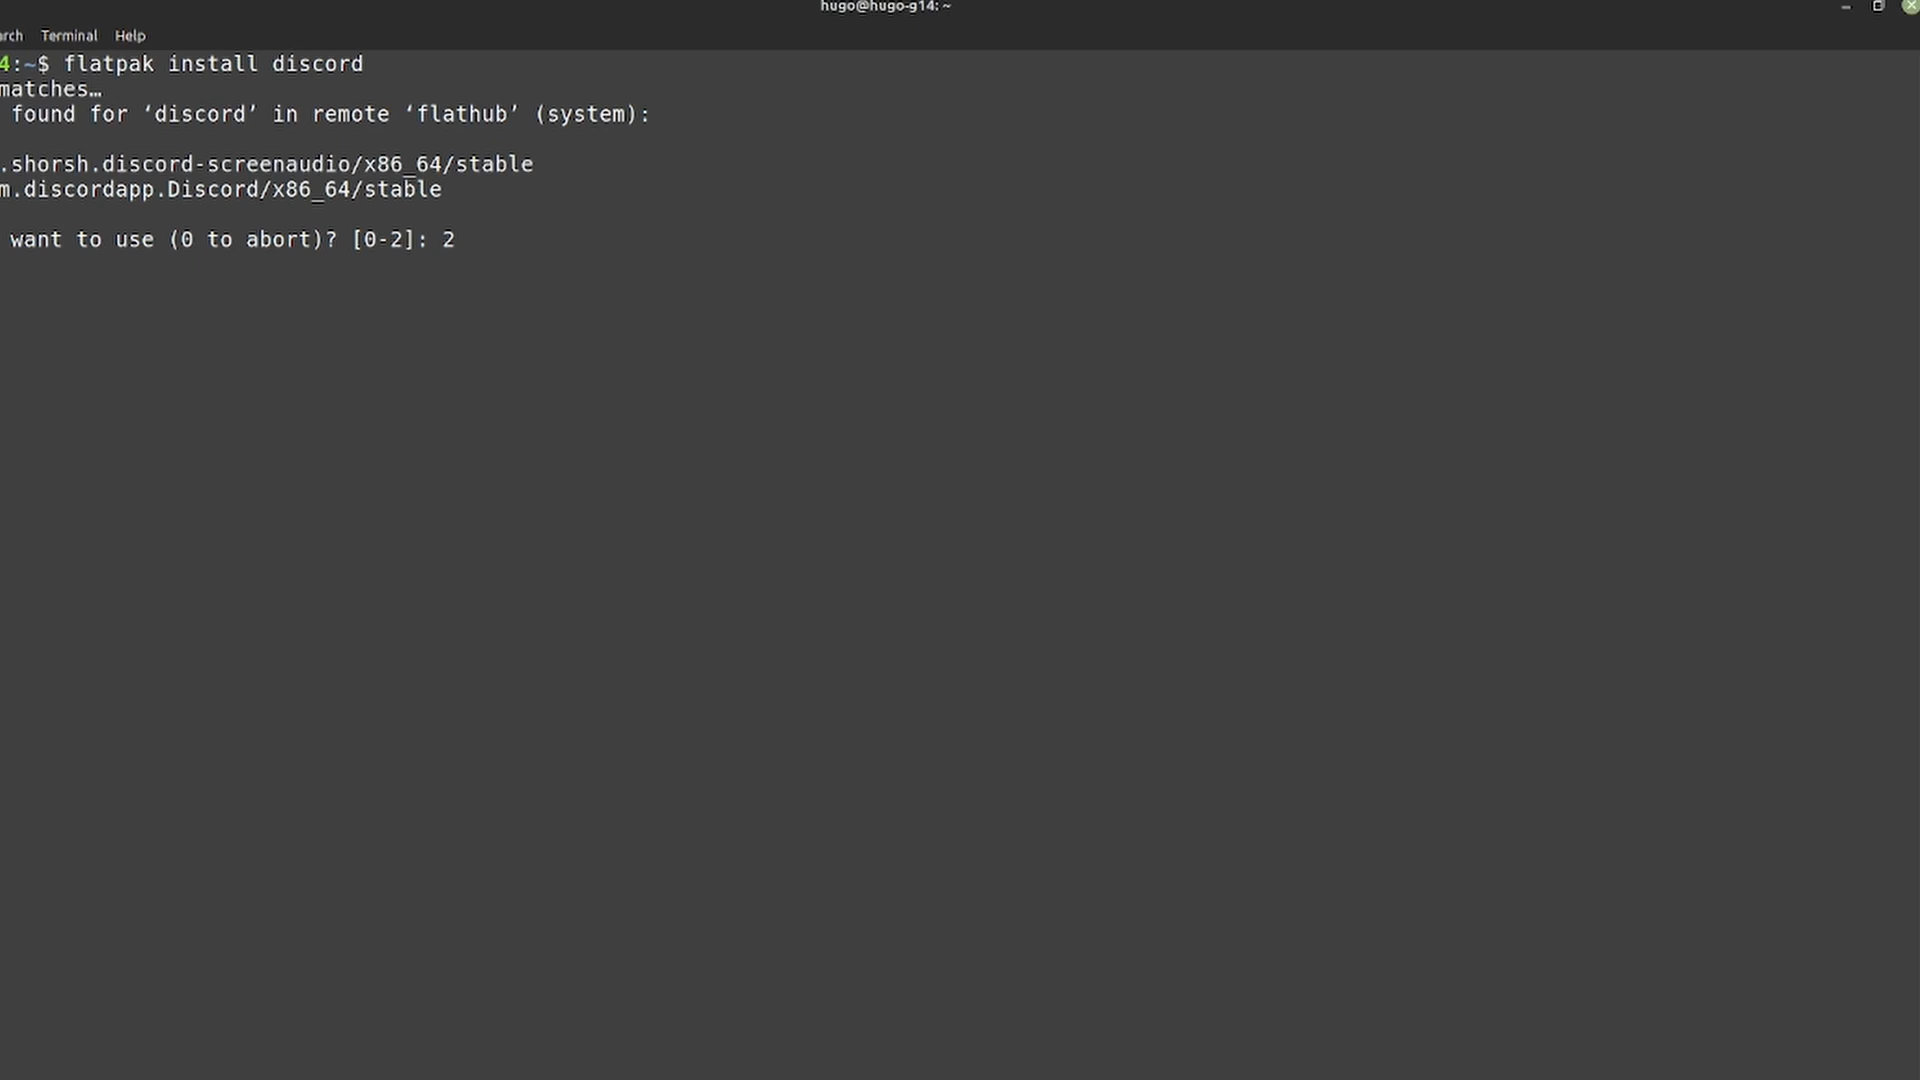 hugo@hugo-g14: ~
Terminal Help
4:~$ flatpak install discord
matches…
found for ‘discord’ in remote ‘flathub’ (system):
.shorsh.discord-screenaudio/x86_64/stable
m.discordapp.Discord/x86_64/stable
want to use (0 to abort)? [0-2]: 2